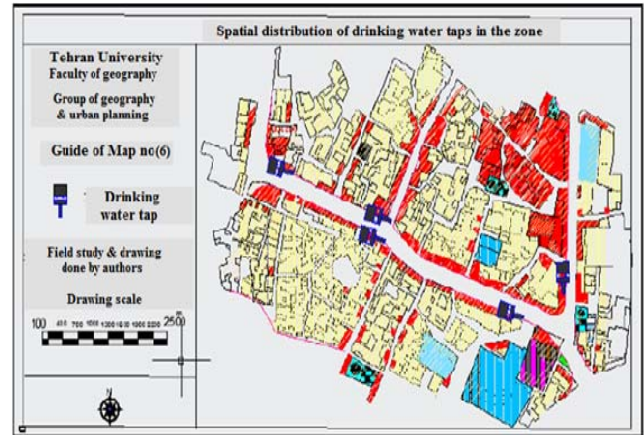 Spatial distribution of drinking water taps in the zone
Tehran University
Faculty of geography
Group of geography
& urban planning
Guide of Map no(6)
Drinking
water tap
Field study & drawing
done by authors
Drawing scale
100 2500
N